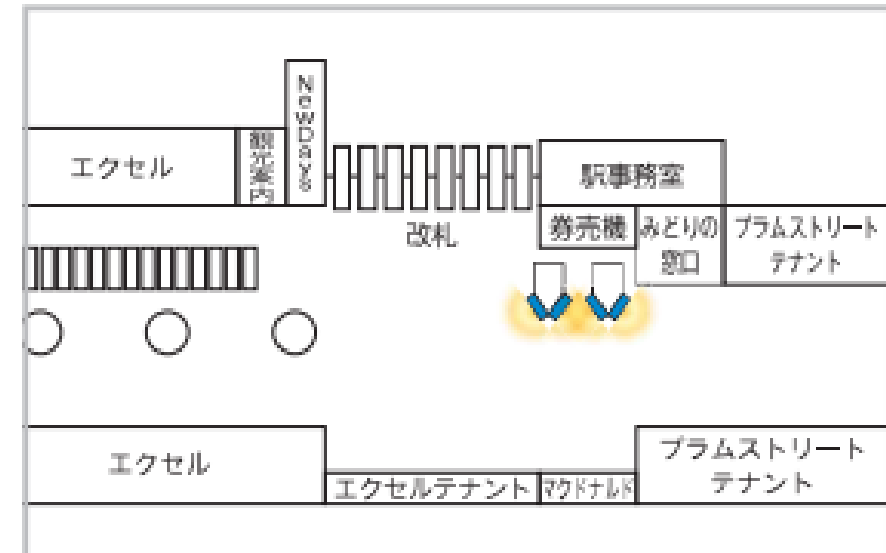 NewDays
エクセル
観光案内
改札
駅事務室
券売機
みどりの
窓口
プラムストリート
テナント
エクセル
エクセルテナント
マクドナルド
プラムストリート
テナント